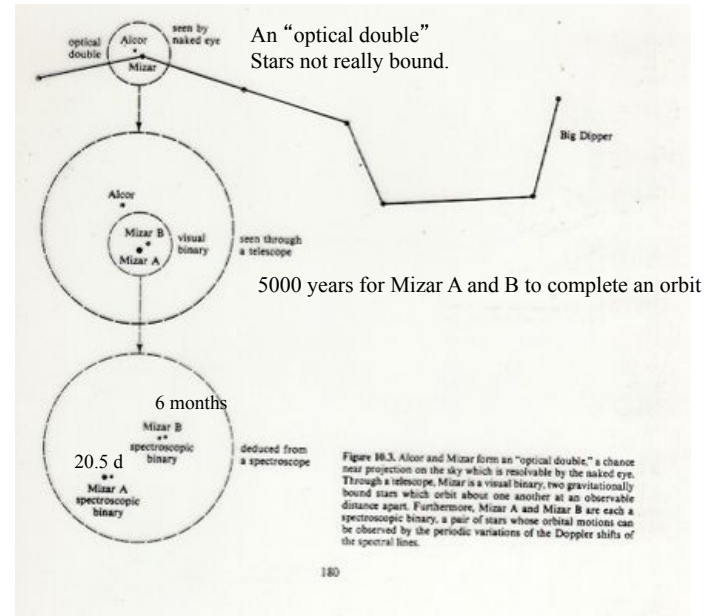 An “optical double”
Stars not really bound.
optical
double
Alcor
Mizar
seen by
naked eye
Big Dipper
Alcor
Mizar B
Mizar A
visual
binary
seen through
a telescope
5000 years for Mizar A and B to complete an orbit
6 months
Mizar B
spectroscopic
binary
20.5 d
Mizar A
spectroscopic
binary
deduced from
a spectroscope
Figure 10.3. Alcor and Mizar form an "optical double," a chance
near projection on the sky which is resolvable by the naked eye.
Through a telescope, Mizar is a visual binary, two gravitationally
bound stars which orbit about one another at an observable
distance apart. Furthermore, Mizar A and Mizar B are each a
spectroscopic binary, a pair of stars whose orbital motions can
be observed by the periodic variations of the Doppler shifts of
the spectral lines.
180